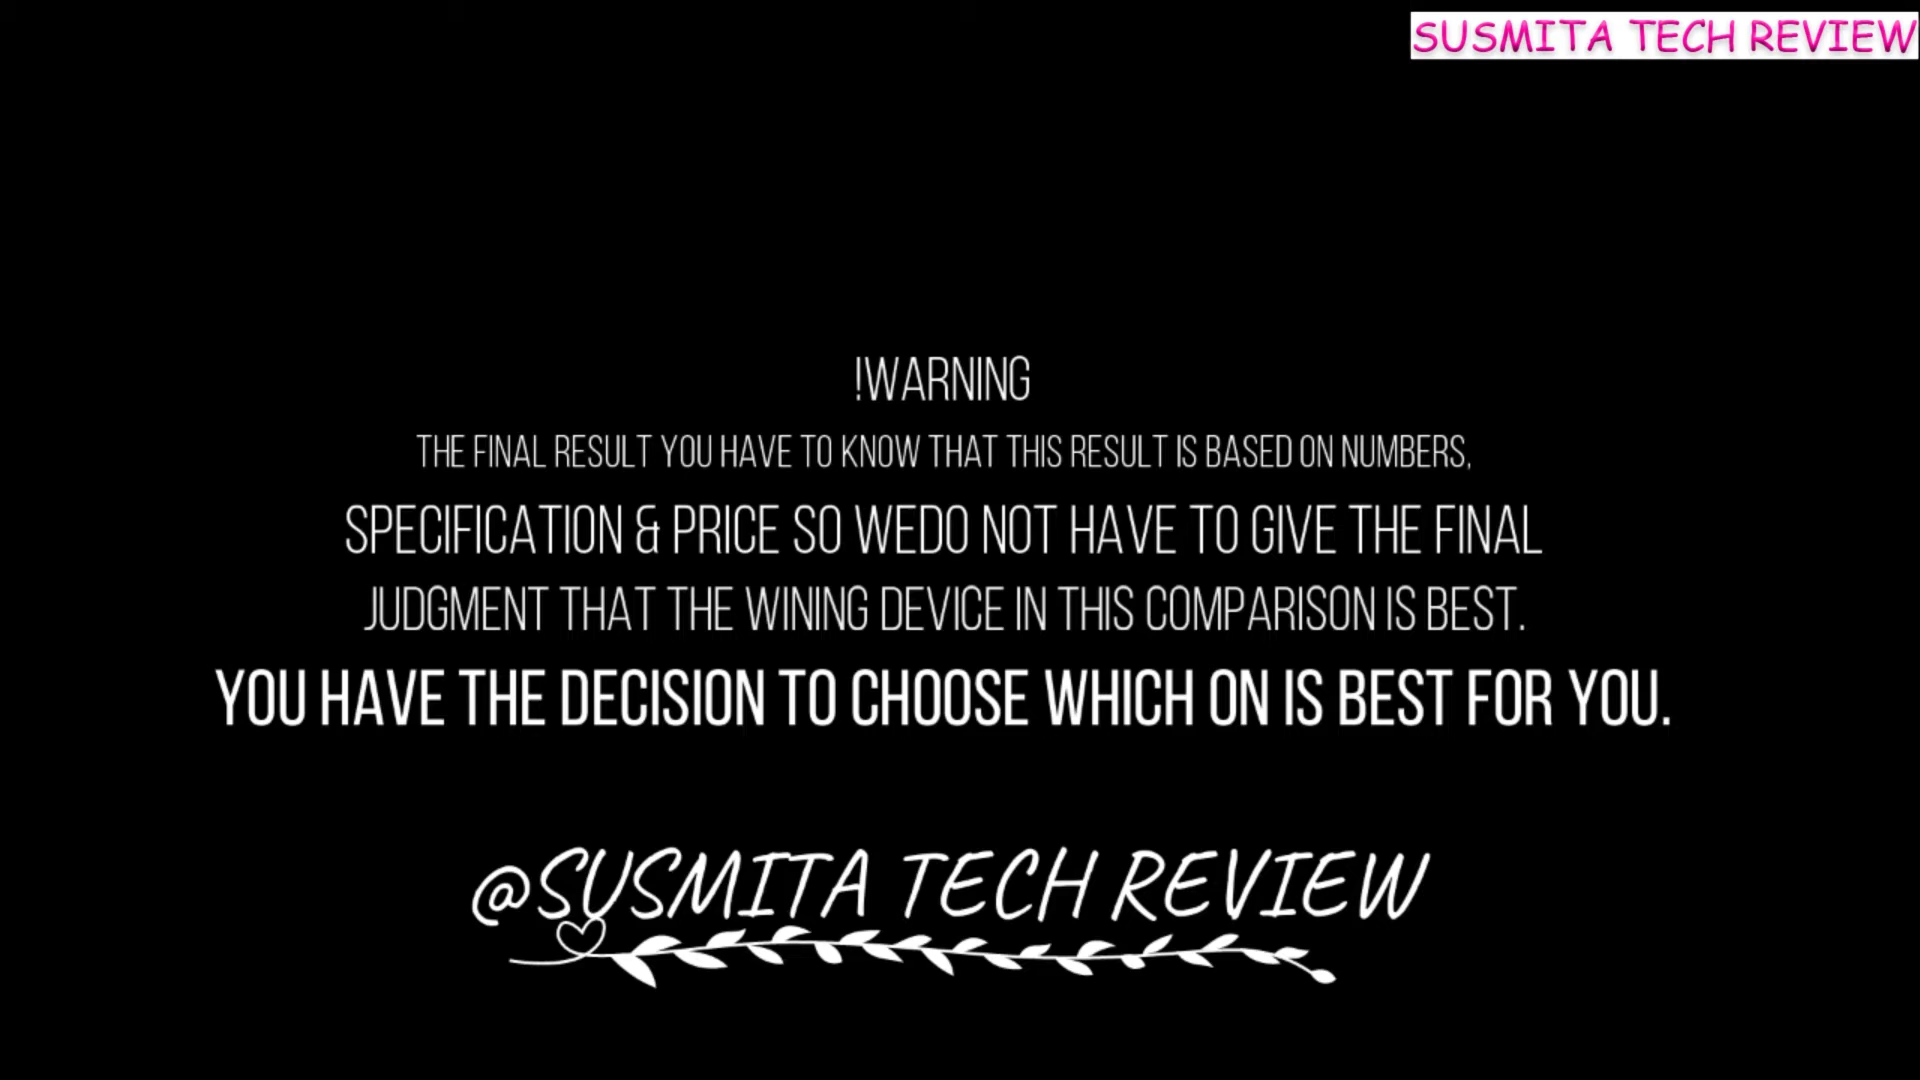 SUSMITA TECH REVIEW
!WARNING
THE FINAL RESULT YOU HAVE TO KNOW THAT THIS RESULT IS BASED ON NUMBERS,
SPECIFICATION & PRICE SO WEDO NOT HAVE TO GIVE THE FINAL
JUDGMENT THAT THE WINING DEVICE IN THIS COMPARISON IS BEST.
YOU HAVE THE DECISION TO CHOOSE WHICH ON IS BEST FOR YOU.
@SUSMITA TECH REVIEW